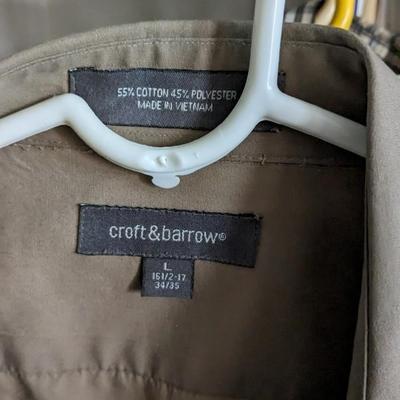 55% COTTON 45% POLYESTER
MADE IN VIETNAM
croft&barrow®
L
16 1/2-17
34/35